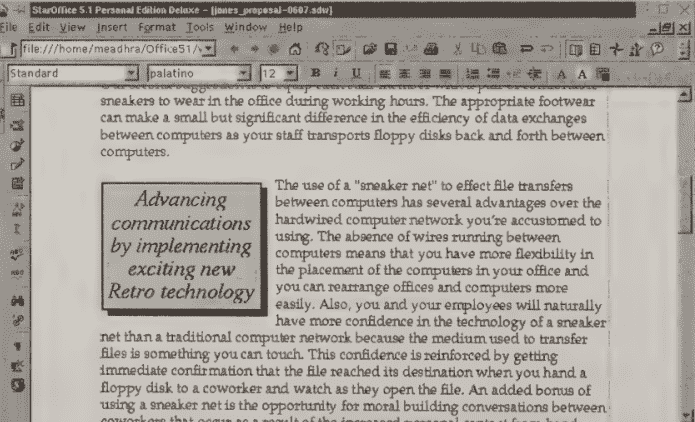 StarOffice 5.1 Personal Edition Deluxe - [jones_proposal-0607.sdw]
File Edit View Insert Format Tools Window Help
file:///home/meadhra/Office51/
Standard palatino 12 B i U A A
sneakers to wear in the office during working hours. The appropriate footwear
can make a small but significant difference in the efficiency of data exchanges
between computers as your staff transports floppy disks back and forth between
computers.
Advancing
communications
by implementing
exciting new
Retro technology
The use of a "sneaker net" to effect file transfers
between computers has several advantages over the
hardwired computer network you're accustomed to
using. The absence of wires running between
computers means that you have more flexibility in
the placement of the computers in your office and
you can rearrange offices and computers more
easily. Also, you and your employees will naturally
have more confidence in the technology of a sneaker
net than a traditional computer network because the medium used to transfer
files is something you can touch. This confidence is reinforced by getting
immediate confirmation that the file reached its destination when you hand a
floppy disk to a coworker and watch as they open the file. An added bonus of
using a sneaker net is the opportunity for moral building conversations between